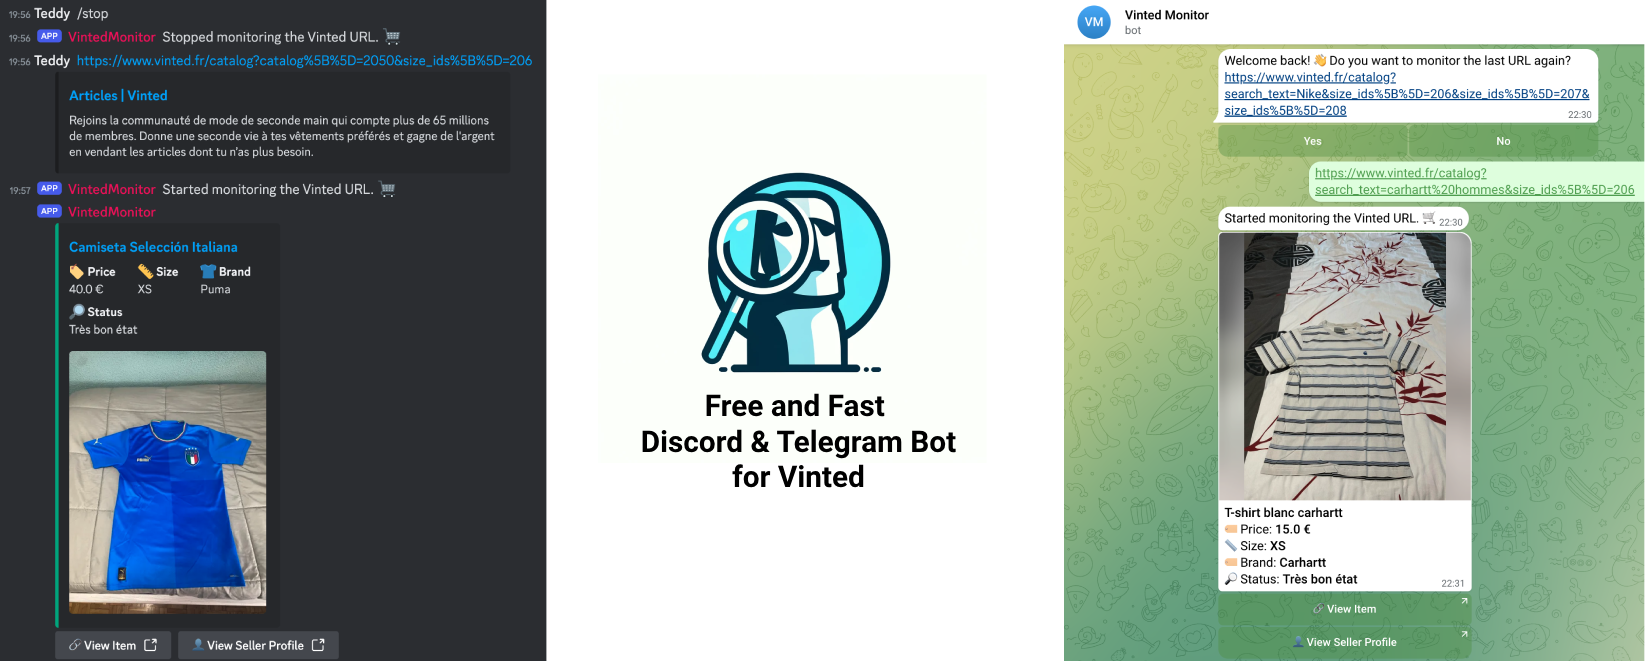 19:56 Teddy /stop
19:56 APP VintedMonitor Stopped monitoring the Vinted URL. 🛒
19:56 Teddy https://www.vinted.fr/catalog?catalog%5B%5D=2050&size_ids%5B%5D=206
Articles | Vinted
Rejoins la communauté de mode de seconde main qui compte plus de 65 millions
de membres. Donne une seconde vie à tes vêtements préférés et gagne de l'argent
en vendant les articles dont tu n'as plus besoin.
19:57 APP VintedMonitor Started monitoring the Vinted URL. 🛒
APP VintedMonitor
Camiseta Selección Italiana
🏷️ Price 📏 Size 👕 Brand
40.0 € XS Puma
🔎 Status
Très bon état
🔗 View Item 👤 View Seller Profile
Free and Fast
Discord & Telegram Bot
for Vinted
VM Vinted Monitor
bot
Welcome back! 👋 Do you want to monitor the last URL again?
https://www.vinted.fr/catalog?
search_text=Nike&size_ids%5B%5D=206&size_ids%5B%5D=207&
size_ids%5B%5D=208
22:30
Yes No
https://www.vinted.fr/catalog?
search_text=carhartt%20hommes&size_ids%5B%5D=206
Started monitoring the Vinted URL. 🛒 22:30
T-shirt blanc carhartt
🏷️ Price: 15.0 €
📏 Size: XS
🏷️ Brand: Carhartt
🔎 Status: Très bon état
22:31
🔗 View Item
👤 View Seller Profile